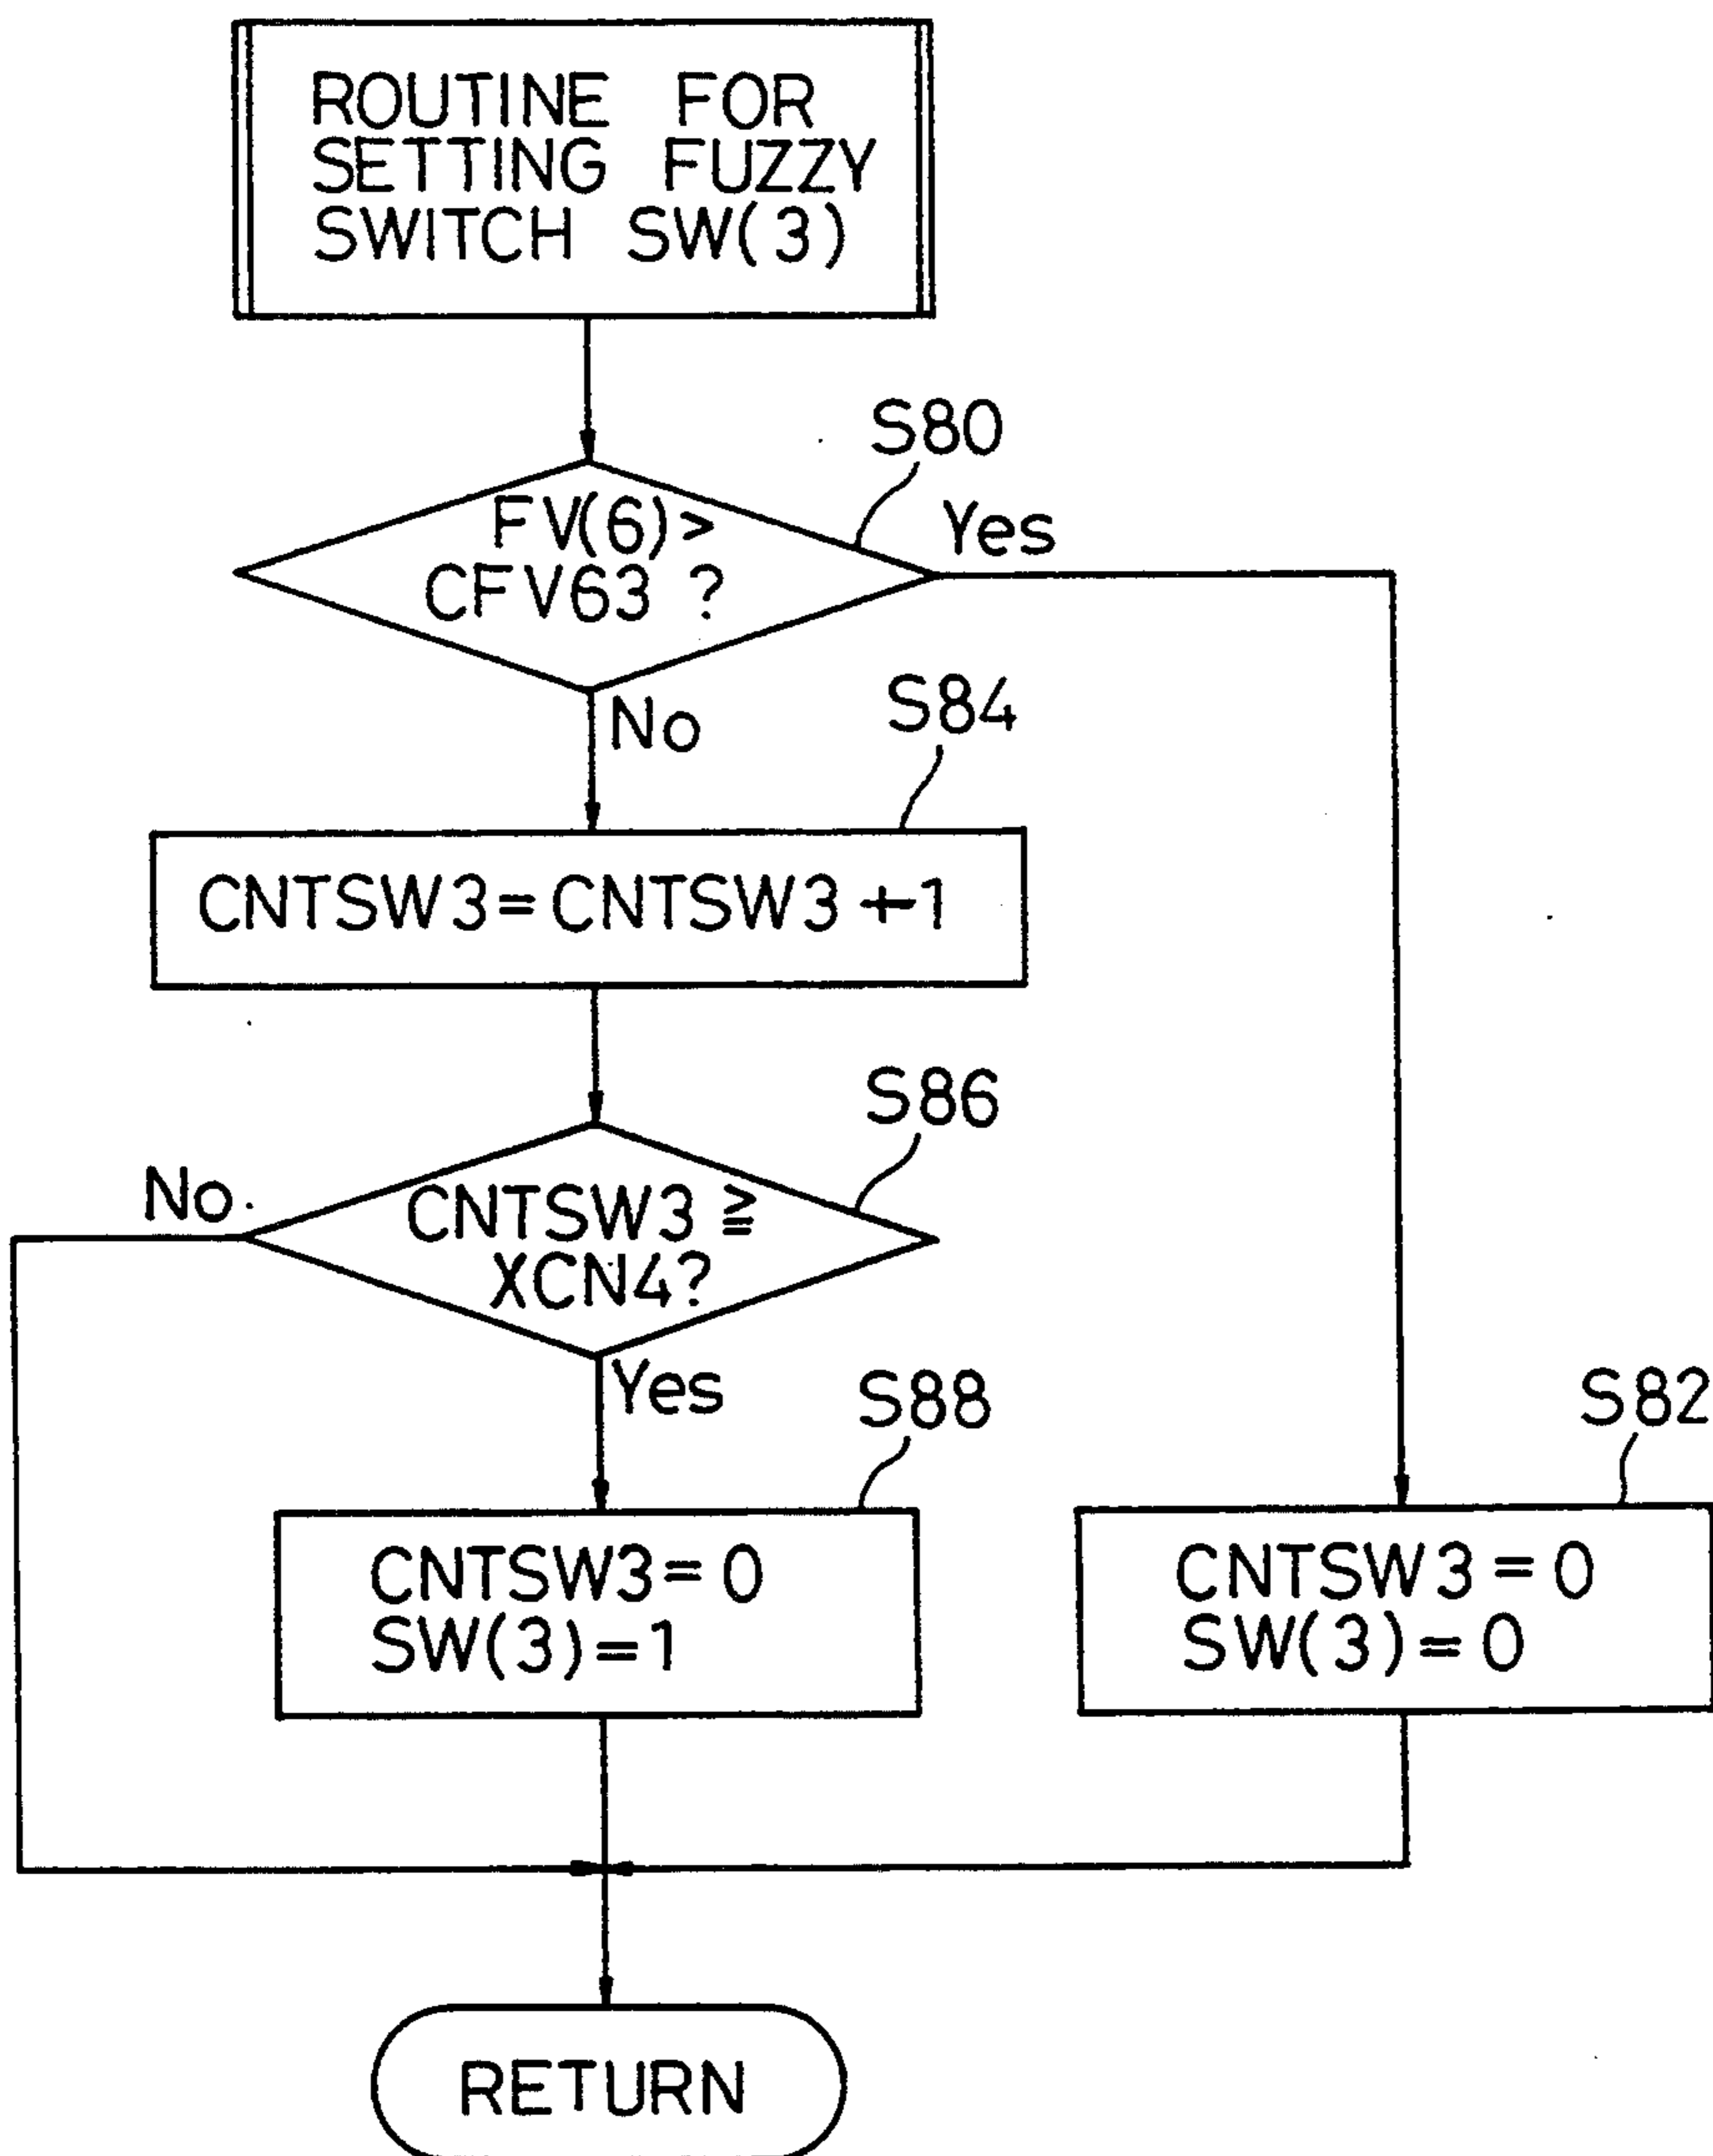 ROUTINE FOR
SETTING FUZZY
SWITCH SW(3)
S80
FV(6)>
CFV63 ?
Yes
No
S84
CNTSW3=CNTSW3+1
S86
No
CNTSW3 ≧
XCN4?
Yes
S88
CNTSW3=0
SW(3)=1
S82
CNTSW3=0
SW(3)=0
RETURN